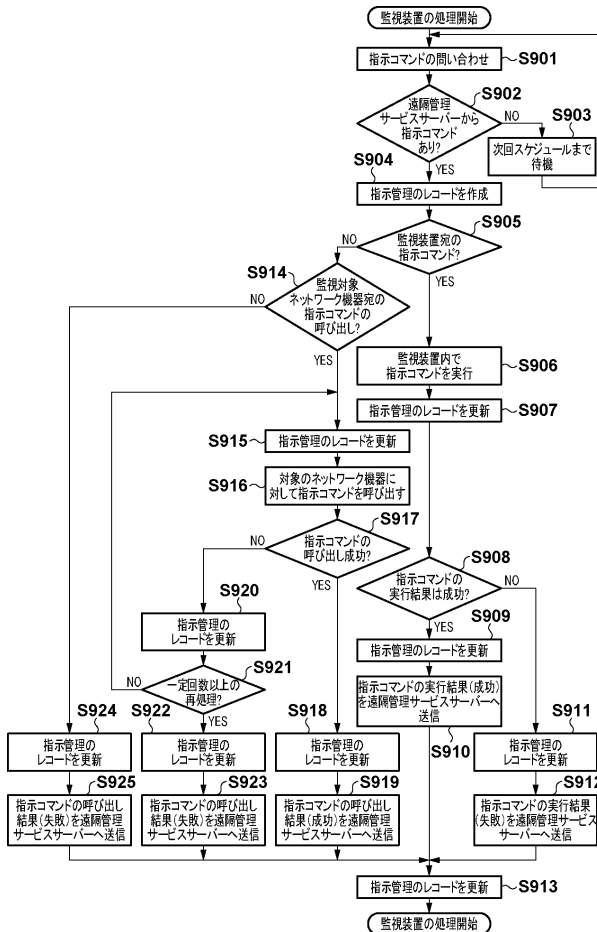 監視装置の処理開始
指示コマンドの問い合わせ
S901
遠隔管理
サービスサーバーから
指示コマンド
あり?
S902
NO
YES
S903
次回スケジュールまで
待機
S904
指示管理のレコードを作成
S905
監視装置宛の
指示コマンド?
NO
YES
S914
監視対象
ネットワーク機器宛の
指示コマンドの
呼び出し?
NO
YES
監視装置内で
指示コマンドを実行
S906
指示管理のレコードを更新
S907
S915
指示管理のレコードを更新
S916
対象のネットワーク機器に
対して指示コマンドを呼び出す
S917
指示コマンドの
呼び出し成功?
NO
YES
S908
指示コマンドの
実行結果は成功?
NO
YES
S920
指示管理の
レコードを更新
S909
指示管理のレコードを更新
S921
一定回数以上の
再処理?
NO
YES
指示コマンドの実行結果(成功)
を遠隔管理サービスサーバーへ
送信
S910
S924
指示管理の
レコードを更新
S922
指示管理の
レコードを更新
S918
指示管理の
レコードを更新
S911
指示管理の
レコードを更新
S925
指示コマンドの呼び出し
結果(失敗)を遠隔管理
サービスサーバーへ送信
S923
指示コマンドの呼び出し
結果(失敗)を遠隔管理
サービスサーバーへ送信
S919
指示コマンドの呼び出し
結果(成功)を遠隔管理
サービスサーバーへ送信
S912
指示コマンドの実行結果
(失敗)を遠隔管理サービス
サーバーへ送信
指示管理のレコードを更新
S913
監視装置の処理開始